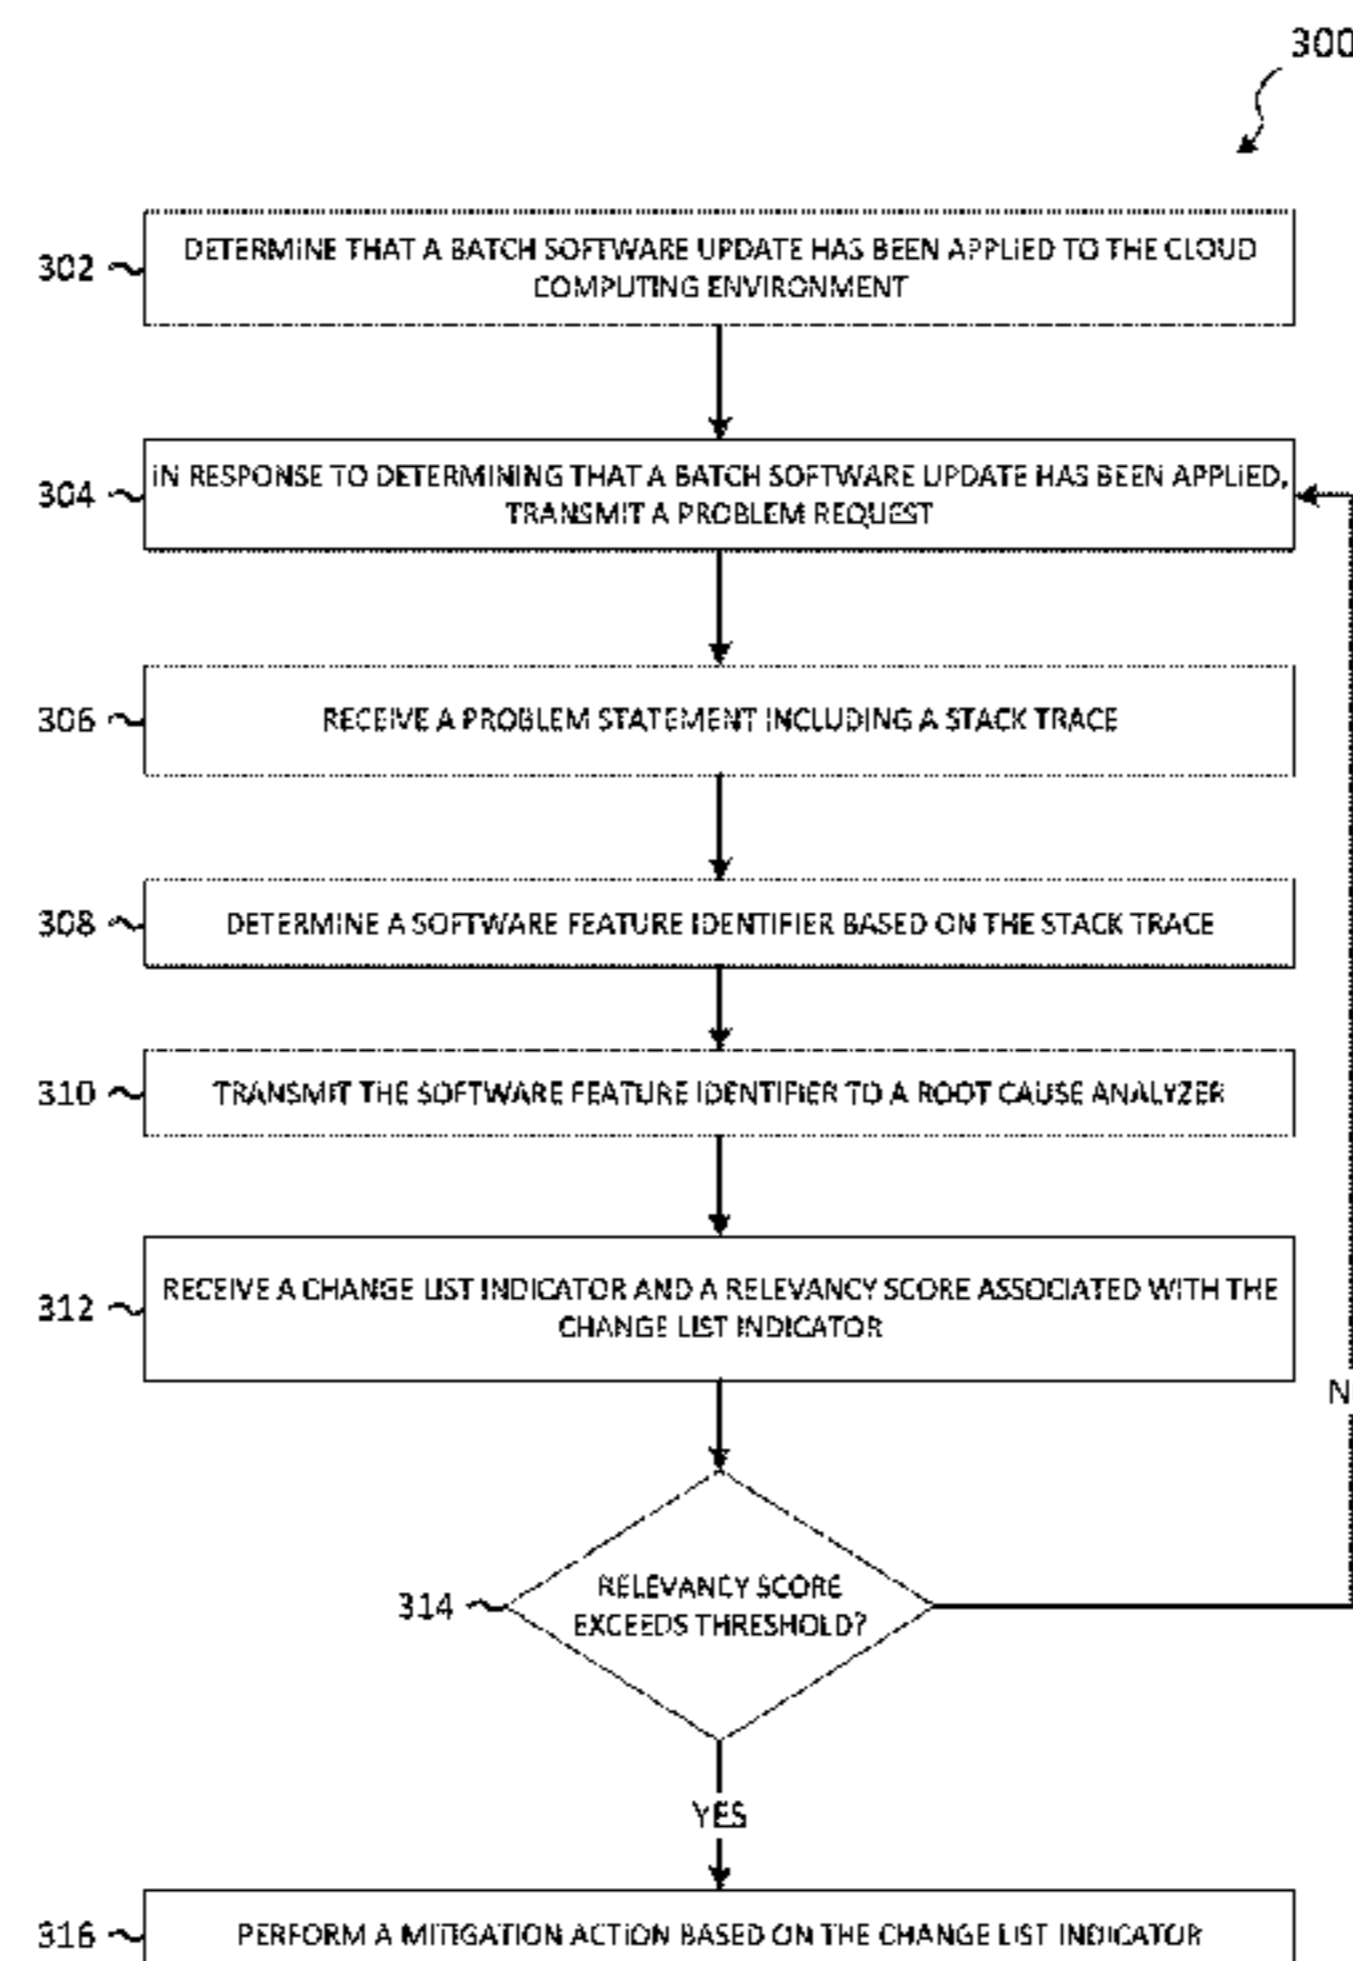 300
302
DETERMINE THAT A BATCH SOFTWARE UPDATE HAS BEEN APPLIED TO THE CLOUD
COMPUTING ENVIRONMENT
304
IN RESPONSE TO DETERMINING THAT A BATCH SOFTWARE UPDATE HAS BEEN APPLIED,
TRANSMIT A PROBLEM REQUEST
306
RECEIVE A PROBLEM STATEMENT INCLUDING A STACK TRACE
308
DETERMINE A SOFTWARE FEATURE IDENTIFIER BASED ON THE STACK TRACE
310
TRANSMIT THE SOFTWARE FEATURE IDENTIFIER TO A ROOT CAUSE ANALYZER
312
RECEIVE A CHANGE LIST INDICATOR AND A RELEVANCY SCORE ASSOCIATED WITH THE
CHANGE LIST INDICATOR
N
314
RELEVANCY SCORE
EXCEEDS THRESHOLD?
YES
316
PERFORM A MITIGATION ACTION BASED ON THE CHANGE LIST INDICATOR